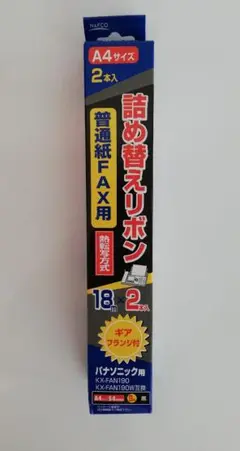 NAFCO
A4サイズ
2本入
詰め替えリボン
普通紙FAX用
熱転写方式
18m×2本入
ギア
フランジ付
パナソニック用
KX-FAN190
KX-FAN190W互換